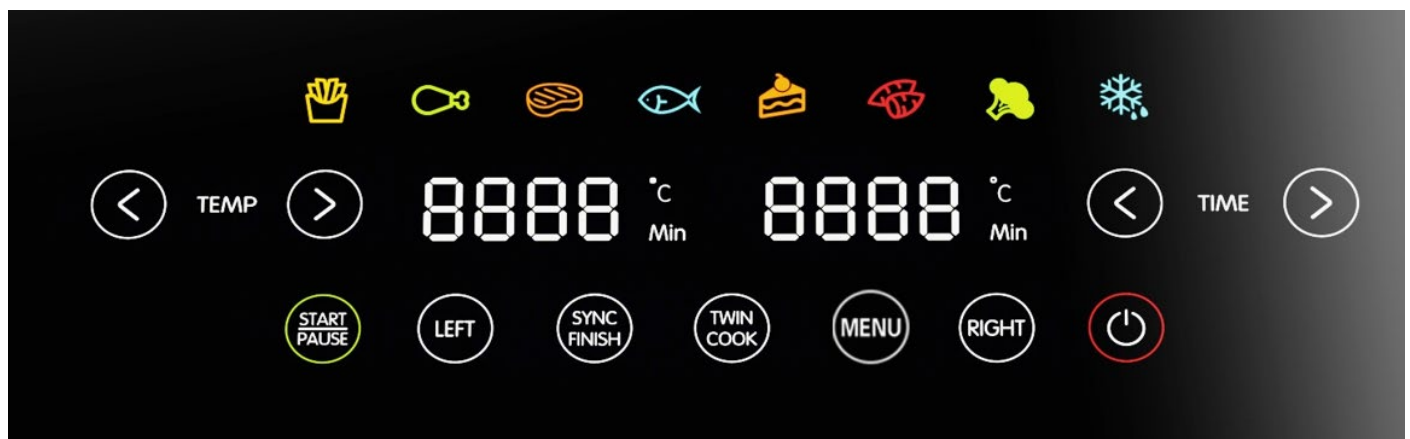 TEMP
8888 °C
Min
8888 °C
Min
TIME
START
PAUSE
LEFT
SYNC
FINISH
TWIN
COOK
MENU
RIGHT